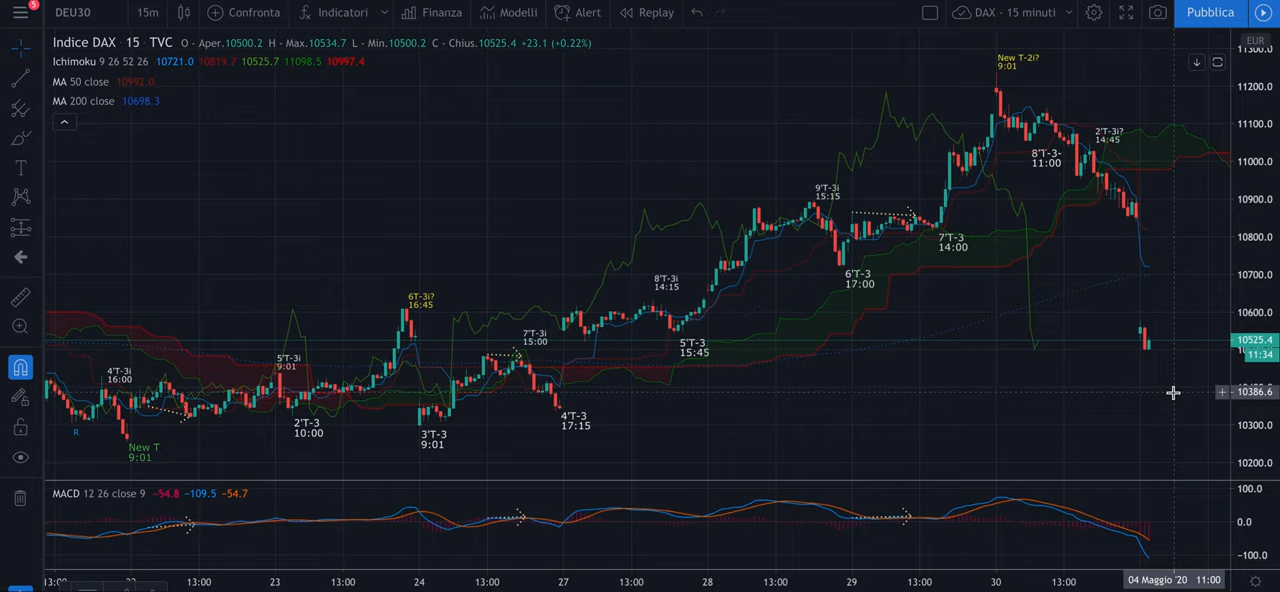 5
DEU30 15m Confronta Indicatori Finanza Modelli Alert Replay DAX - 15 minuti Pubblica
Indice DAX · 15 · TVC O - Aper.10500.2 H - Max.10534.7 L - Min.10500.2 C - Chius.10525.4 +23.1 (+0.22%)
EUR
Ichimoku 9 26 52 26 10721.0 10819.7 10525.7 11098.5 10997.4
MA 50 close 10992.0
MA 200 close 10698.3
New T-2i?
9:01
11200.0
11100.0
2'T-3i?
14:45
8'T-3-
11:00
11000.0
4'T-3i
16:00
5'T-3i
9:01
6T-3i?
16:45
7'T-3i
15:00
8'T-3i
14:15
9'T-3i
15:15
10900.0
10800.0
7'T-3
14:00
6'T-3
17:00
10700.0
10600.0
5'T-3
15:45
10525.4
11:34
10386.6
R
New T
9:01
2'T-3
10:00
3'T-3
9:01
4'T-3
17:15
10300.0
10200.0
MACD 12 26 close 9 −54.8 −109.5 −54.7
100.0
0.0
−100.0
13:00 13:00 23 13:00 24 13:00 27 13:00 28 13:00 29 13:00 30 13:00 04 Maggio '20 11:00